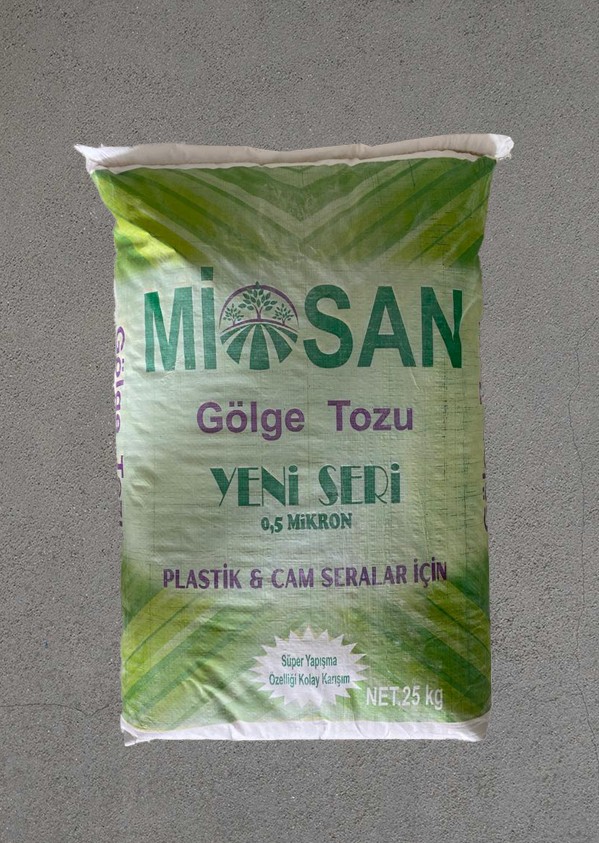 MİSAN
Gölge Tozu
YENİ SERİ
0,5 MİKRON
PLASTİK & CAM SERALAR İÇİN
Süper Yapışma
Özelliği Kolay Karışım
NET.25 kg
Gölge